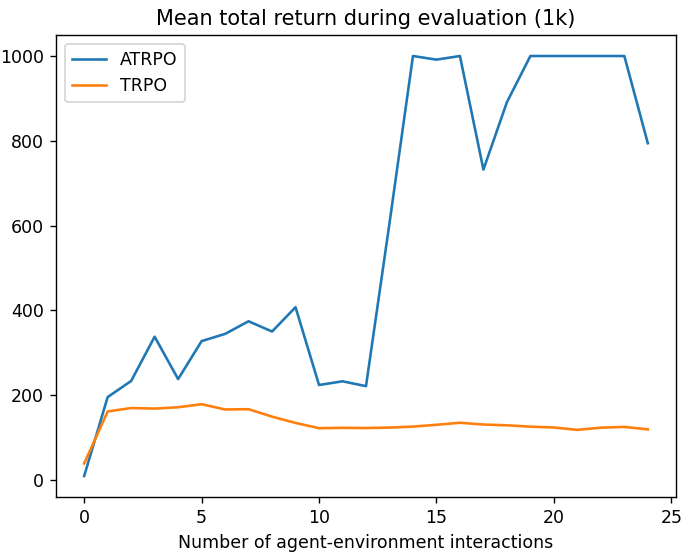 Mean total return during evaluation (1k)
ATRPO
TRPO
1000
800
600
400
200
0
0 5 10 15 20 25
Number of agent-environment interactions